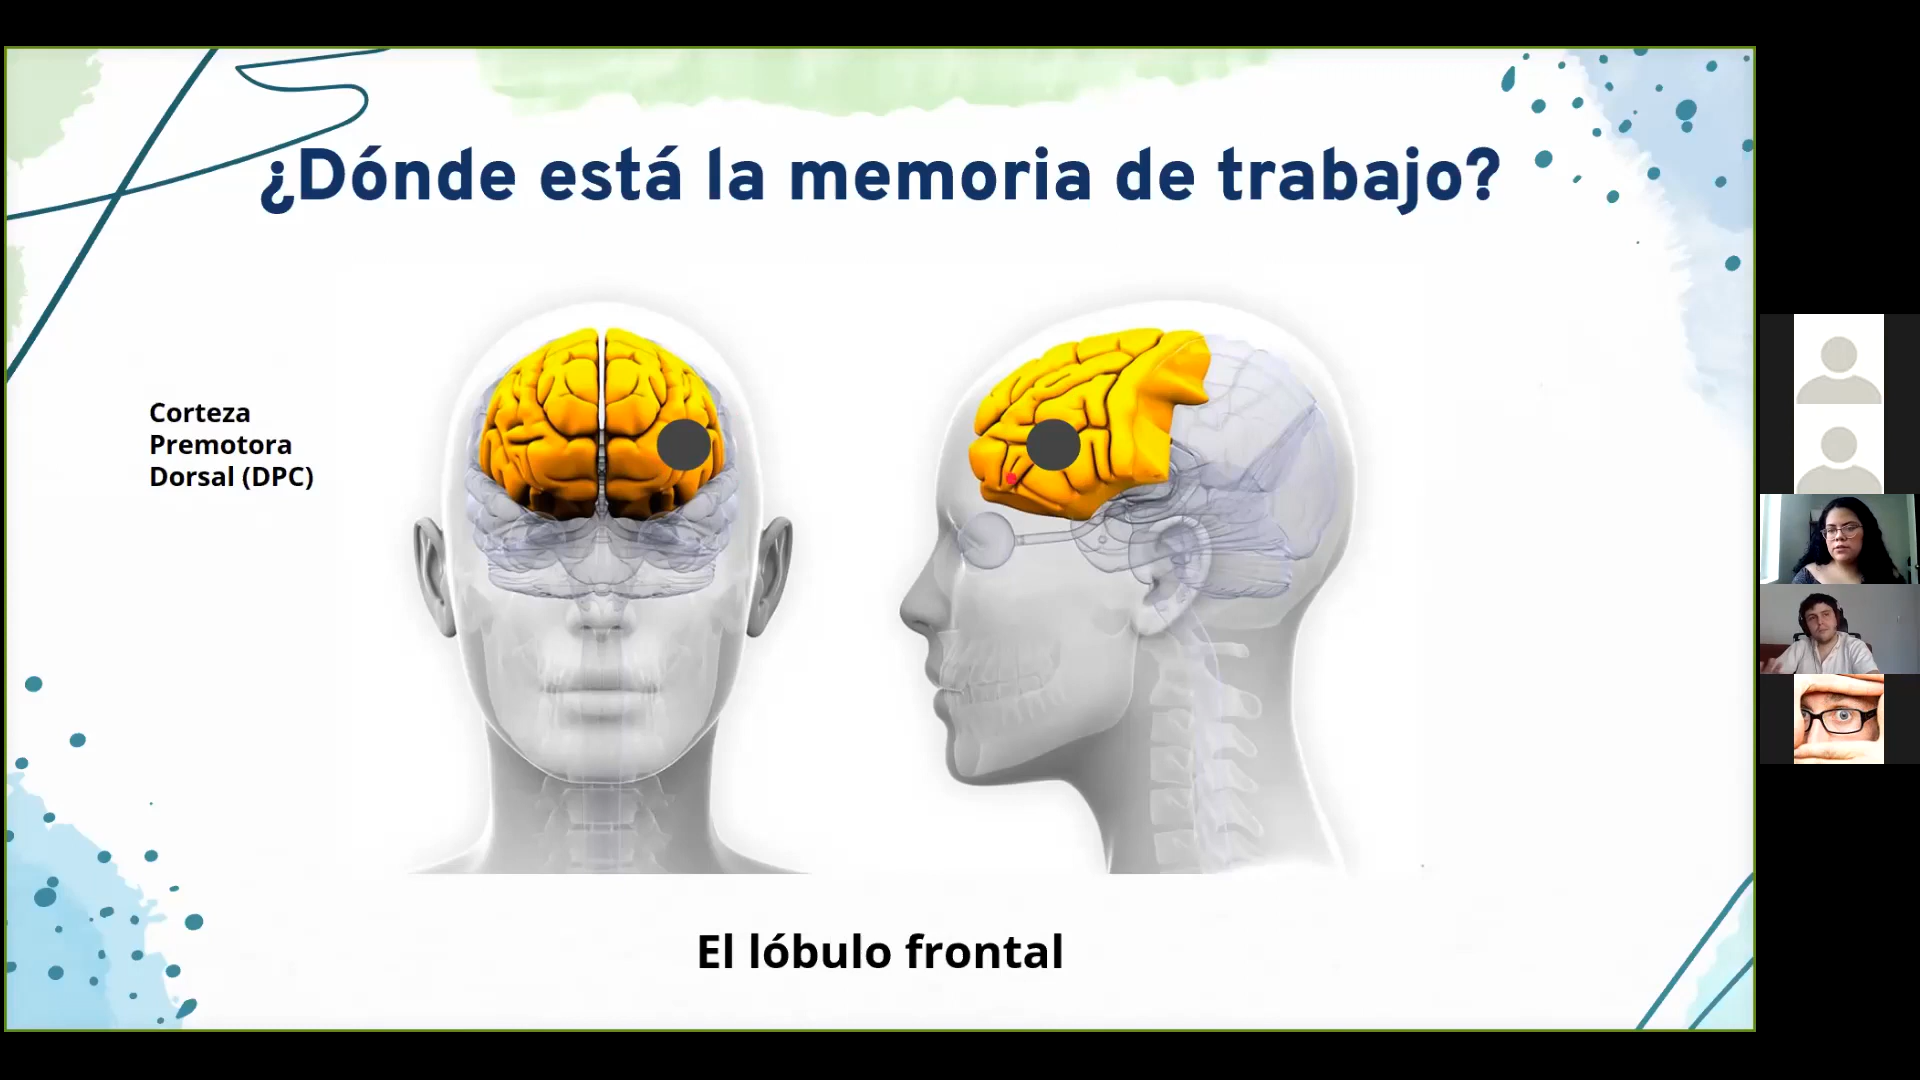 ¿Dónde está la memoria de trabajo?
Corteza
Premotora
Dorsal (DPC)
El lóbulo frontal